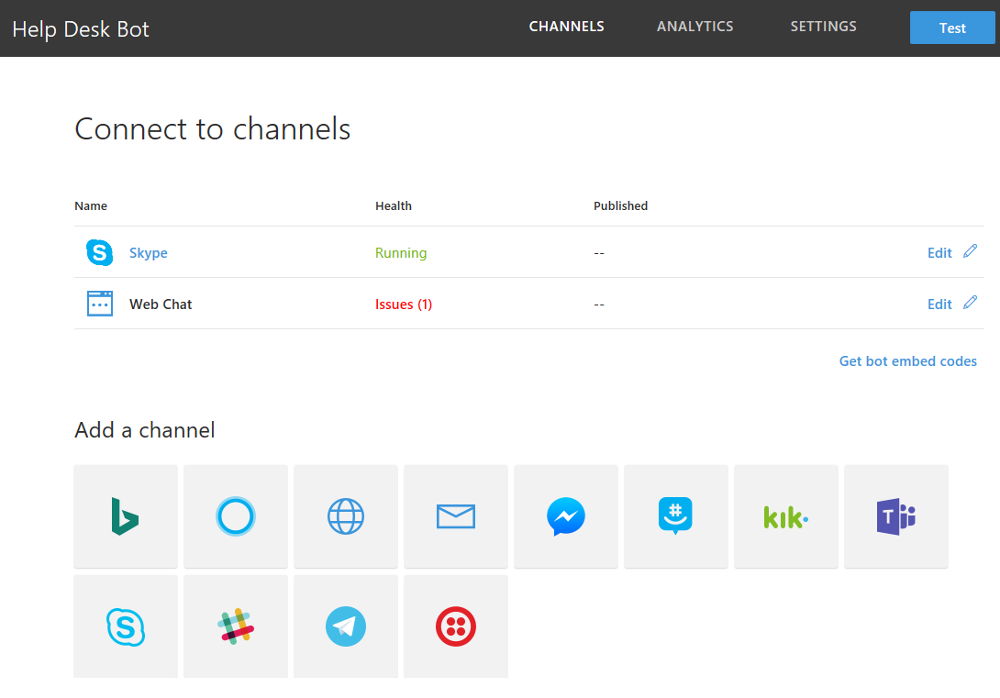 Help Desk Bot CHANNELS ANALYTICS SETTINGS Test
Connect to channels
Name Health Published
Skype Running -- Edit
Web Chat Issues (1) -- Edit
Get bot embed codes
Add a channel
kik.
T